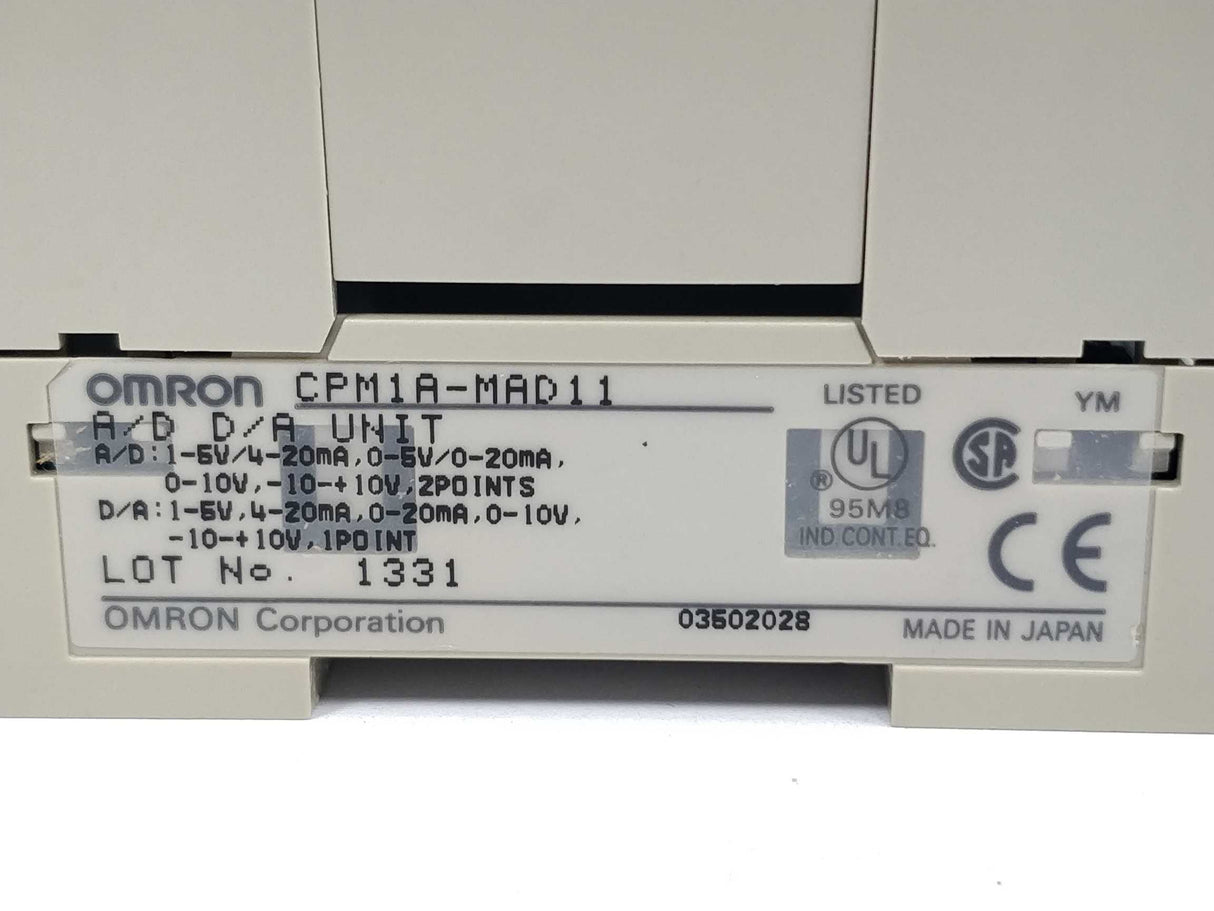 OMRON CPM1A-MAD11
A/D D/A UNIT
A/D:1-5V/4-20mA,0-5V/0-20mA,
0-10V,-10-+10V,2POINTS
D/A:1-5V,4-20mA,0-20mA,0-10V,
-10-+10V,1POINT
LOT No. 1331
OMRON Corporation
03502028
LISTED
UL
®
95M8
IND.CONT.EQ.
SA
YM
CE
MADE IN JAPAN